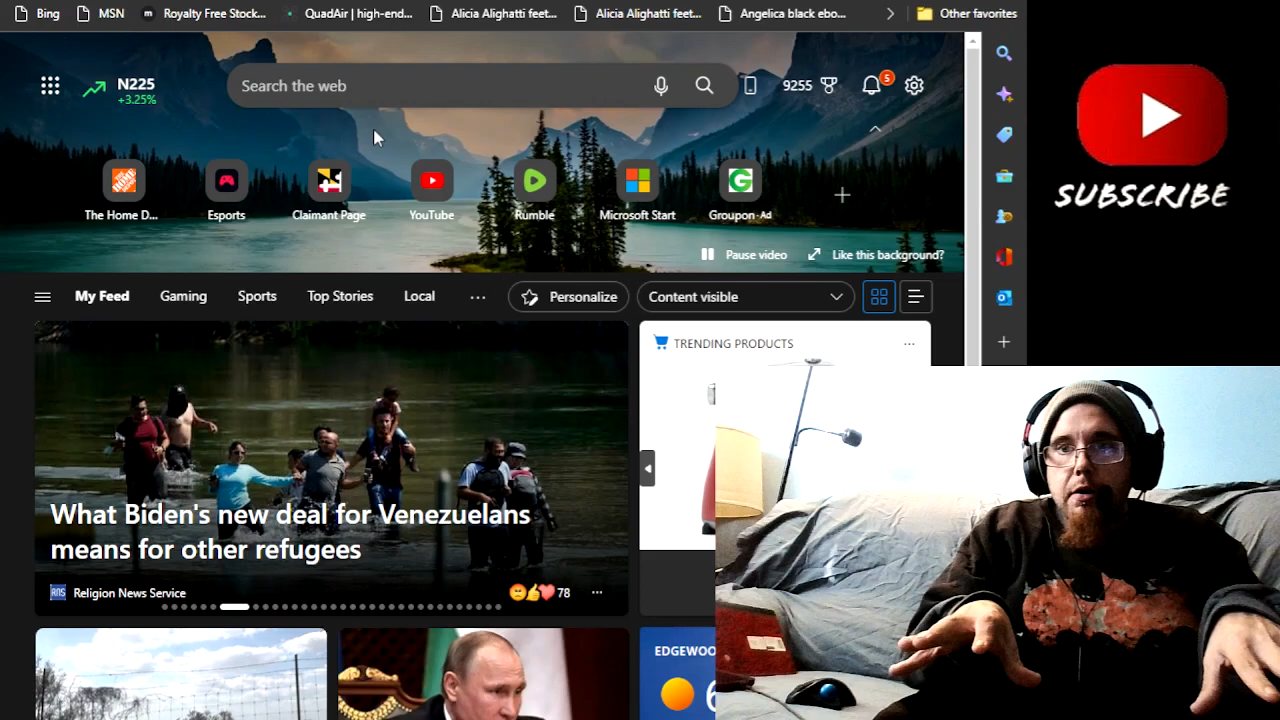 Bing
MSN
Royalty Free Stock...
QuadAir | high-end...
Alicia Alighatti feet...
Alicia Alighatti feet...
Angelica black ebo...
Other favorites
N225
+3.25%
Search the web
9255
5
The Home D...
Esports
Claimant Page
YouTube
Rumble
Microsoft Start
Groupon · Ad
Pause video
Like this background?
SUBSCRIBE
My Feed
Gaming
Sports
Top Stories
Local
Personalize
Content visible
TRENDING PRODUCTS
What Biden's new deal for Venezuelans
means for other refugees
RNS
Religion News Service
78
EDGEWOO
6